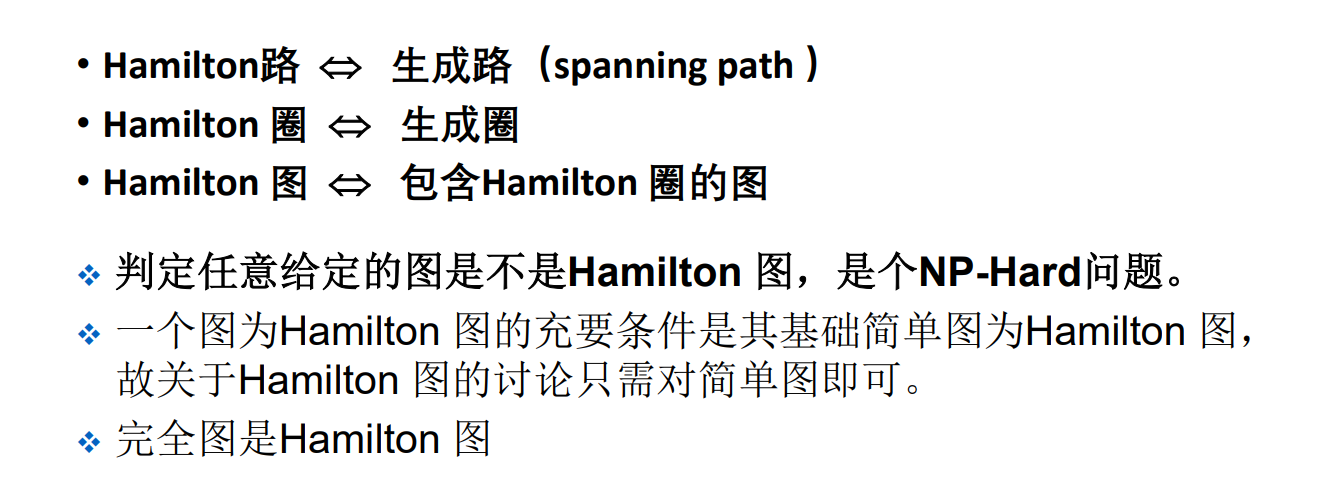 • Hamilton路 ⇔ 生成路（spanning path ）
• Hamilton 圈 ⇔ 生成圈
• Hamilton 图 ⇔ 包含Hamilton 圈的图
❖ 判定任意给定的图是不是Hamilton 图，是个NP-Hard问题。
❖ 一个图为Hamilton 图的充要条件是其基础简单图为Hamilton 图，
故关于Hamilton 图的讨论只需对简单图即可。
❖ 完全图是Hamilton 图